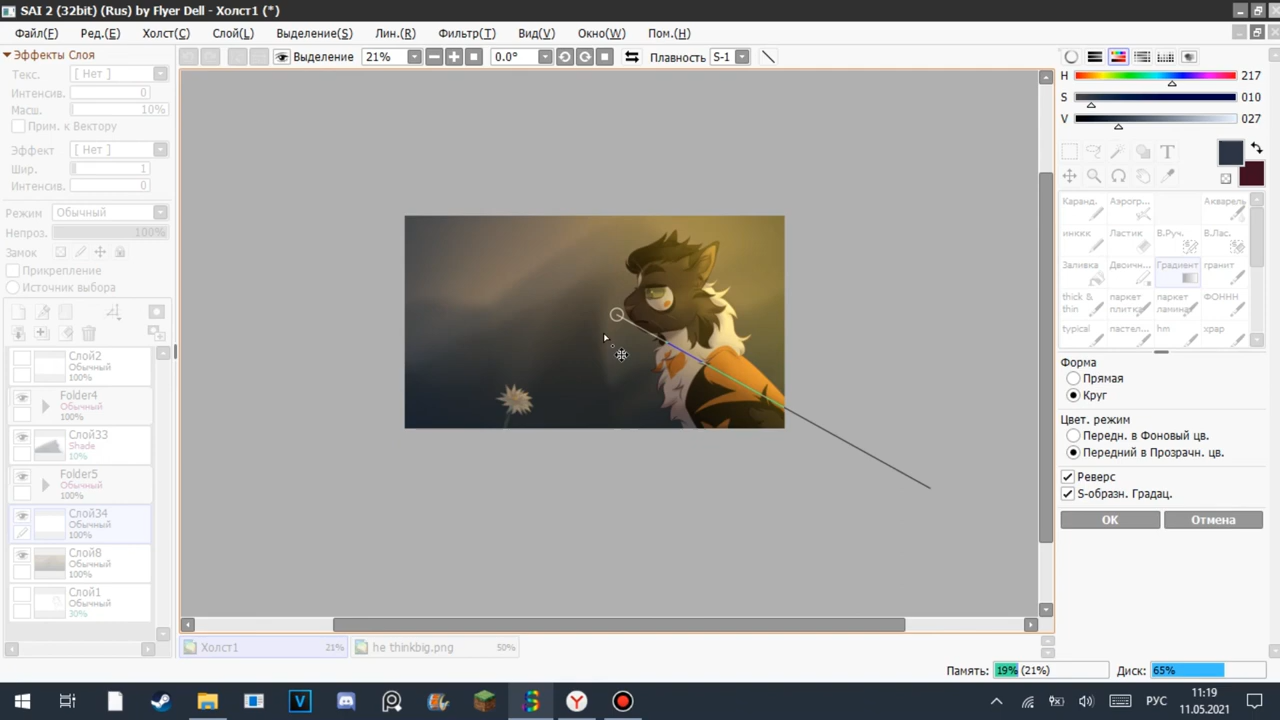 SAI 2 (32bit) (Rus) by Flyer Dell - Холст1 (*)
Файл(F) Ред.(E) Холст(C) Слой(L) Выделение(S) Лин.(R) Фильтр(T) Вид(V) Окно(W) Пом.(H)
Эффекты Слоя
Текс. [ Нет ]
Интенсив. 0
Масш. 10%
Прим. к Вектору
Эффект [ Нет ]
Шир. 1
Интенсив. 0
Режим Обычный
Непроз. 100%
Замок
Прикрепление
Источник выбора
Слой2
Обычный
100%
Folder4
Обычный
100%
Слой33
Shade
10%
Folder5
Обычный
100%
Слой34
Обычный
100%
Слой8
Обычный
100%
Слой1
Обычный
30%
Выделение 21% 0.0° Плавность S-1
Холст1 21% he thinkbig.png 50%
H 217
S 010
V 027
T
Каранд. Аэрогр... Акварель
инккк Ластик В.Руч. В.Лас.
Заливка Двоичн... Градиент гранит
thick & thin паркет плитка паркет ламина ФОННН
typical пастел... hm храр
Форма
Прямая
Круг
Цвет. режим
Передн. в Фоновый цв.
Передний в Прозрачн. цв.
Реверс
S-образн. Градац.
OK Отмена
Память: 19% (21%) Диск: 65%
V РУС 11:19
11.05.2021